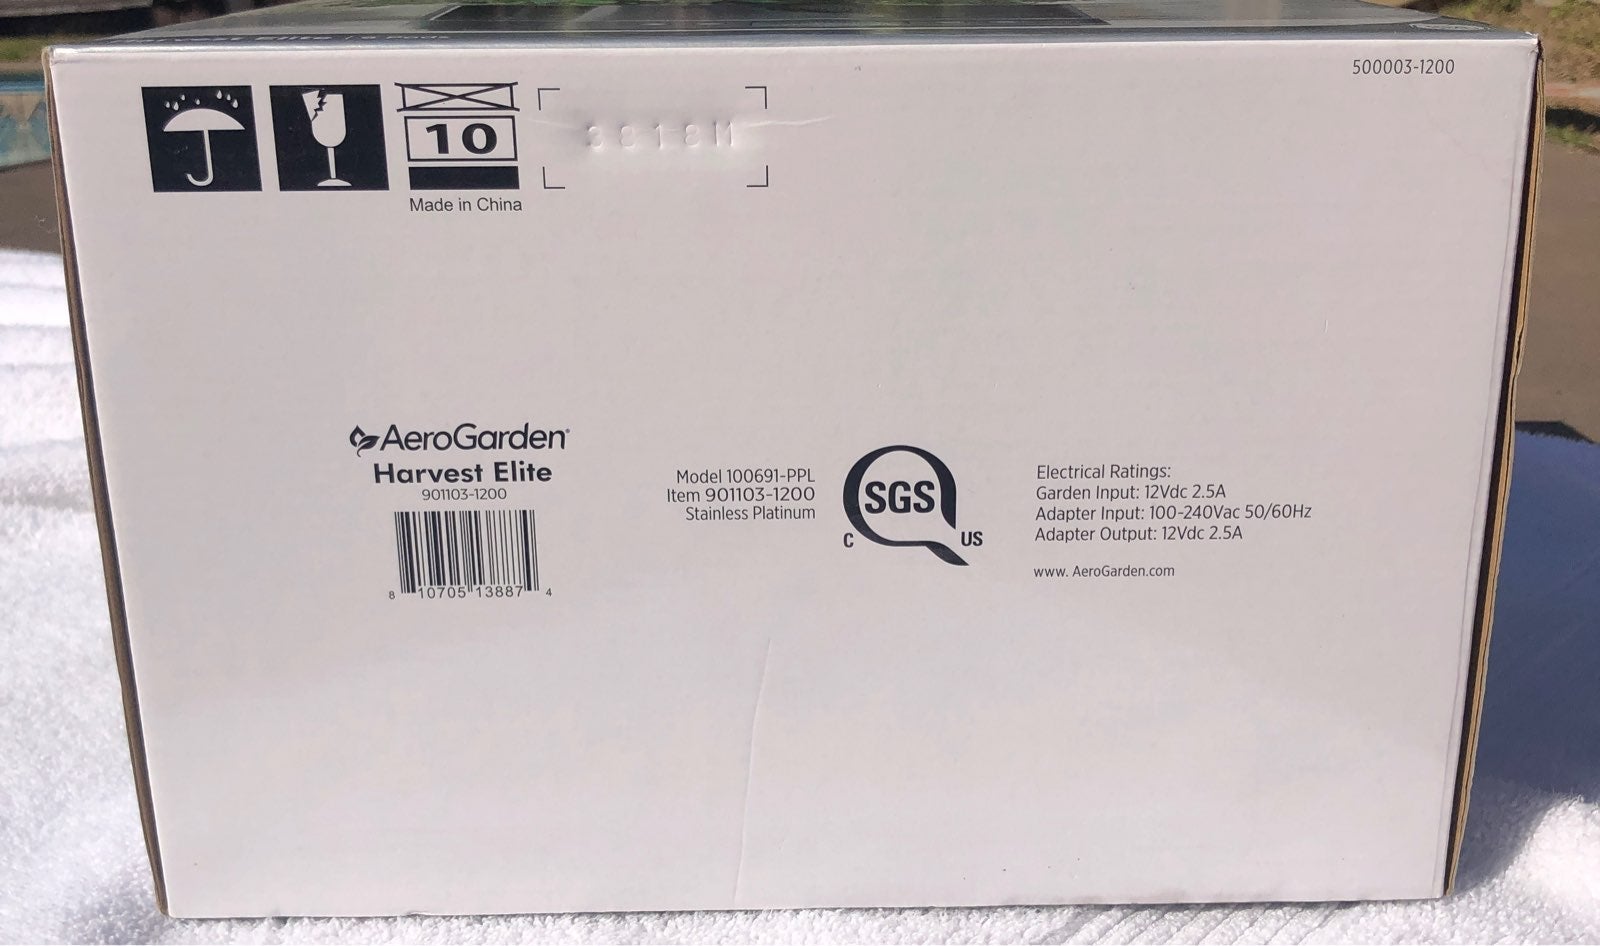 500003-1200
10
3818M
Made in China
AeroGarden
Harvest Elite
901103-1200
8 10705 13887 4
Model 100691-PPL
Item 901103-1200
Stainless Platinum
SGS
C US
Electrical Ratings:
Garden Input: 12Vdc 2.5A
Adapter Input: 100-240Vac 50/60Hz
Adapter Output: 12Vdc 2.5A
www. AeroGarden.com